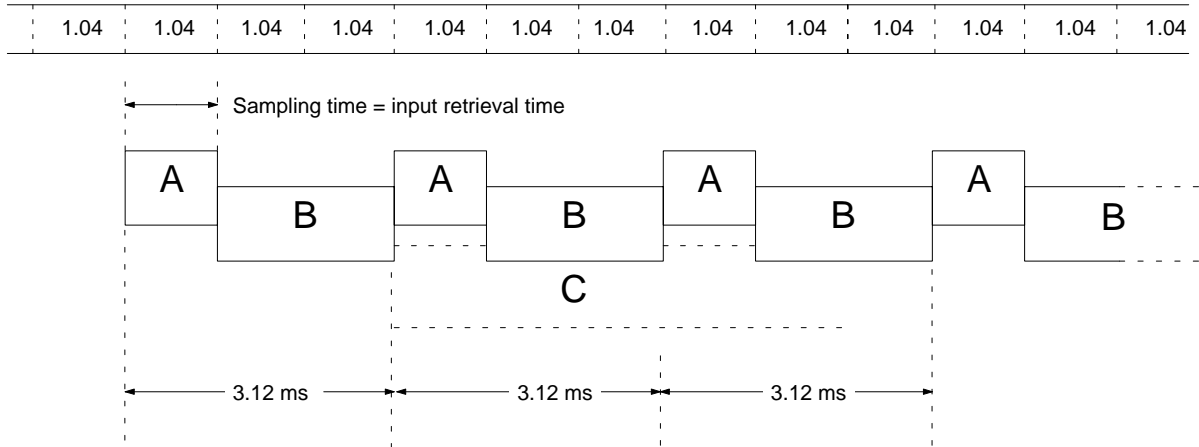 1.04 1.04 1.04 1.04 1.04 1.04 1.04 1.04 1.04 1.04 1.04 1.04 1.04
Sampling time = input retrieval time
A A A A
B B B B
C
3.12 ms 3.12 ms 3.12 ms